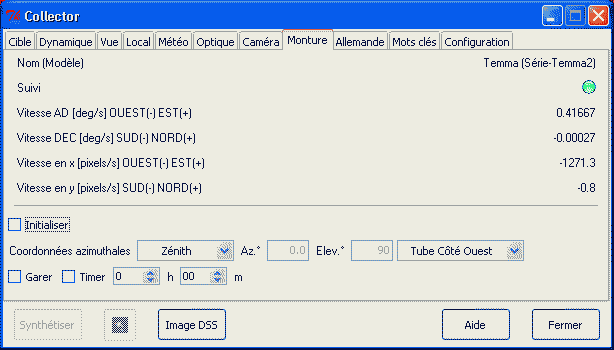 Collector
Cible Dynamique Vue Local Météo Optique Caméra Monture Allemande Mots clés Configuration
Nom (Modèle) Temma (Série-Temma2)
Suivi
Vitesse AD [deg/s] OUEST(-) EST(+) 0.41667
Vitesse DEC [deg/s] SUD(-) NORD(+) -0.00027
Vitesse en x [pixels/s] OUEST(-) EST(+) -1271.3
Vitesse en y [pixels/s] SUD(-) NORD(+) -0.8
Initialiser
Coordonnées azimuthales Zénith Az.° 0.0 Elev.° 90 Tube Côté Ouest
Garer Timer 0 h 00 m
Synthétiser Image DSS Aide Fermer